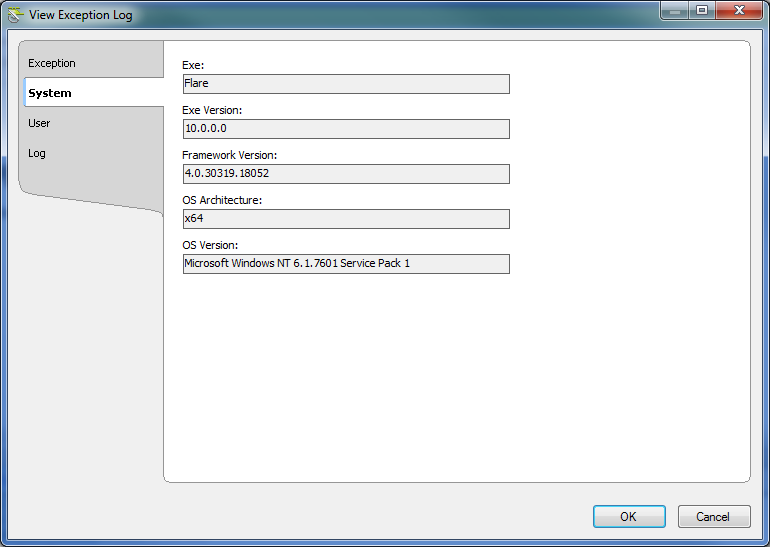 View Exception Log
Exception
System
User
Log
Exe:
Flare
Exe Version:
10.0.0.0
Framework Version:
4.0.30319.18052
OS Architecture:
x64
OS Version:
Microsoft Windows NT 6.1.7601 Service Pack 1
OK
Cancel